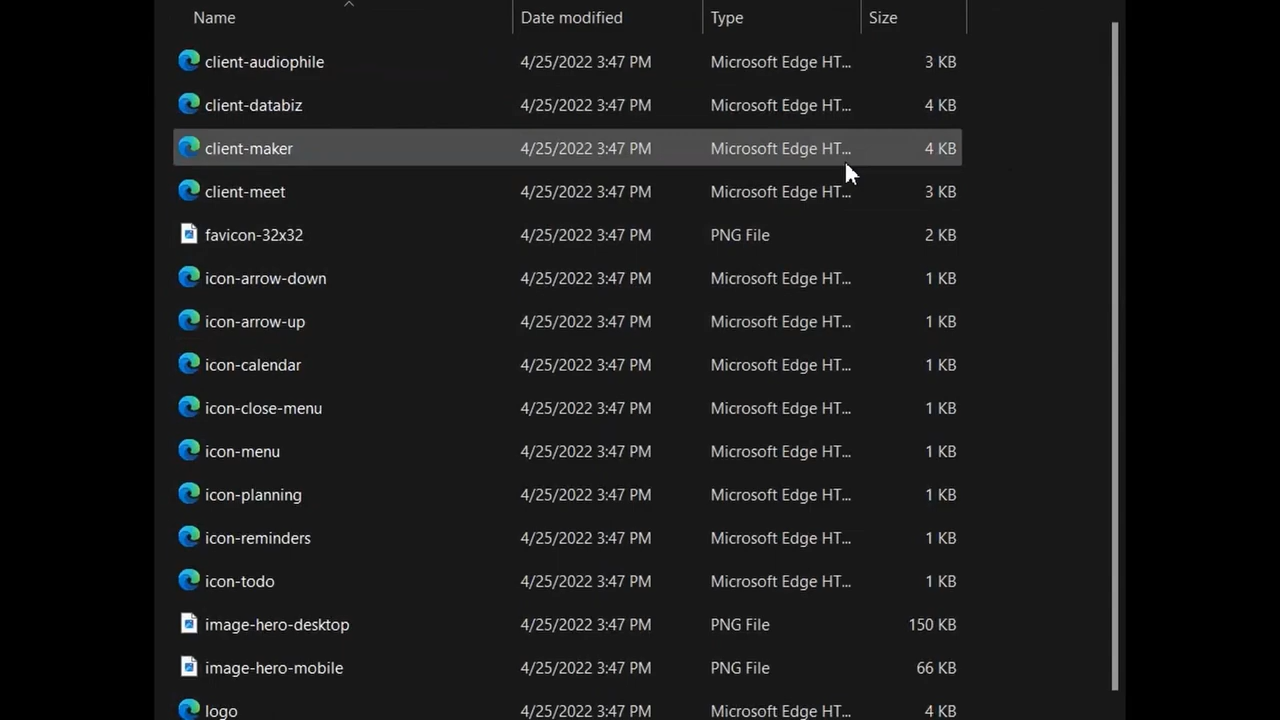 Name Date modified Type Size
client-audiophile 4/25/2022 3:47 PM Microsoft Edge HT... 3 KB
client-databiz 4/25/2022 3:47 PM Microsoft Edge HT... 4 KB
client-maker 4/25/2022 3:47 PM Microsoft Edge HT... 4 KB
client-meet 4/25/2022 3:47 PM Microsoft Edge HT... 3 KB
favicon-32x32 4/25/2022 3:47 PM PNG File 2 KB
icon-arrow-down 4/25/2022 3:47 PM Microsoft Edge HT... 1 KB
icon-arrow-up 4/25/2022 3:47 PM Microsoft Edge HT... 1 KB
icon-calendar 4/25/2022 3:47 PM Microsoft Edge HT... 1 KB
icon-close-menu 4/25/2022 3:47 PM Microsoft Edge HT... 1 KB
icon-menu 4/25/2022 3:47 PM Microsoft Edge HT... 1 KB
icon-planning 4/25/2022 3:47 PM Microsoft Edge HT... 1 KB
icon-reminders 4/25/2022 3:47 PM Microsoft Edge HT... 1 KB
icon-todo 4/25/2022 3:47 PM Microsoft Edge HT... 1 KB
image-hero-desktop 4/25/2022 3:47 PM PNG File 150 KB
image-hero-mobile 4/25/2022 3:47 PM PNG File 66 KB
logo 4/25/2022 3:47 PM Microsoft Edge HT... 4 KB